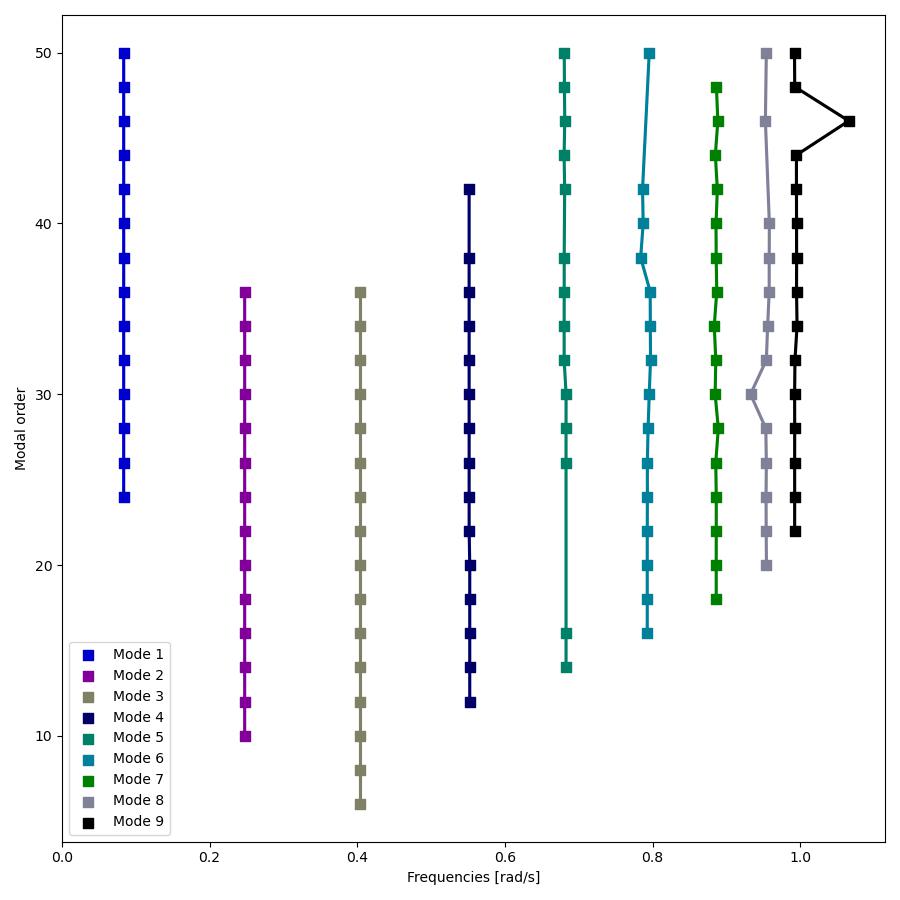 50
40
30
20
10
Modal order
Mode 1
Mode 2
Mode 3
Mode 4
Mode 5
Mode 6
Mode 7
Mode 8
Mode 9
0.0 0.2 0.4 0.6 0.8 1.0
Frequencies [rad/s]